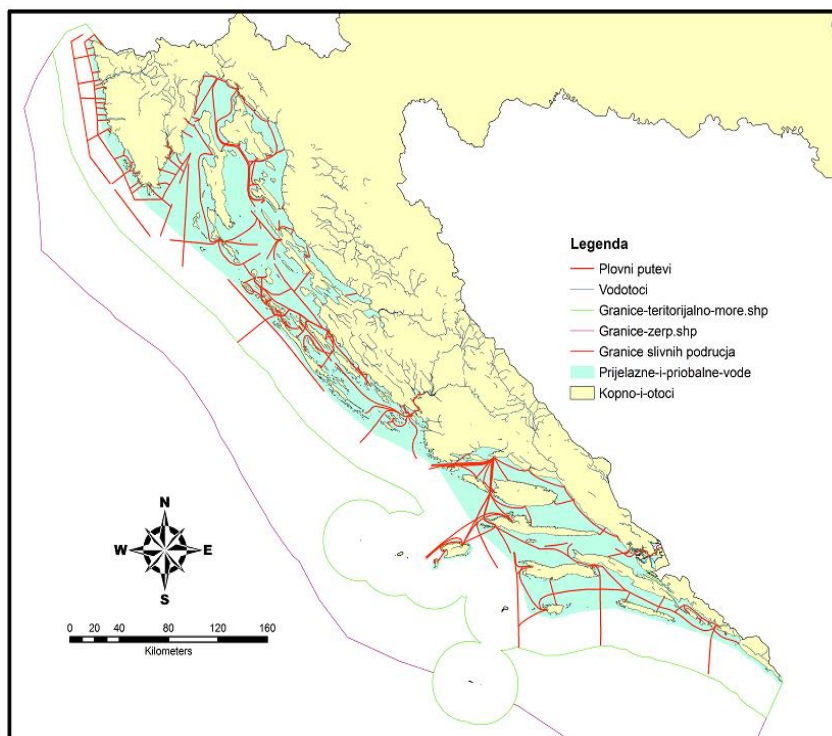 Legenda
Plovni putevi
Vodotoci
Granice-teritorijalno-more.shp
Granice-zerp.shp
Granice slivnih podrucja
Prijelazne-i-priobalne-vode
Kopno-i-otoci
N
W E
S
0 20 40 80 120 160
Kilometers